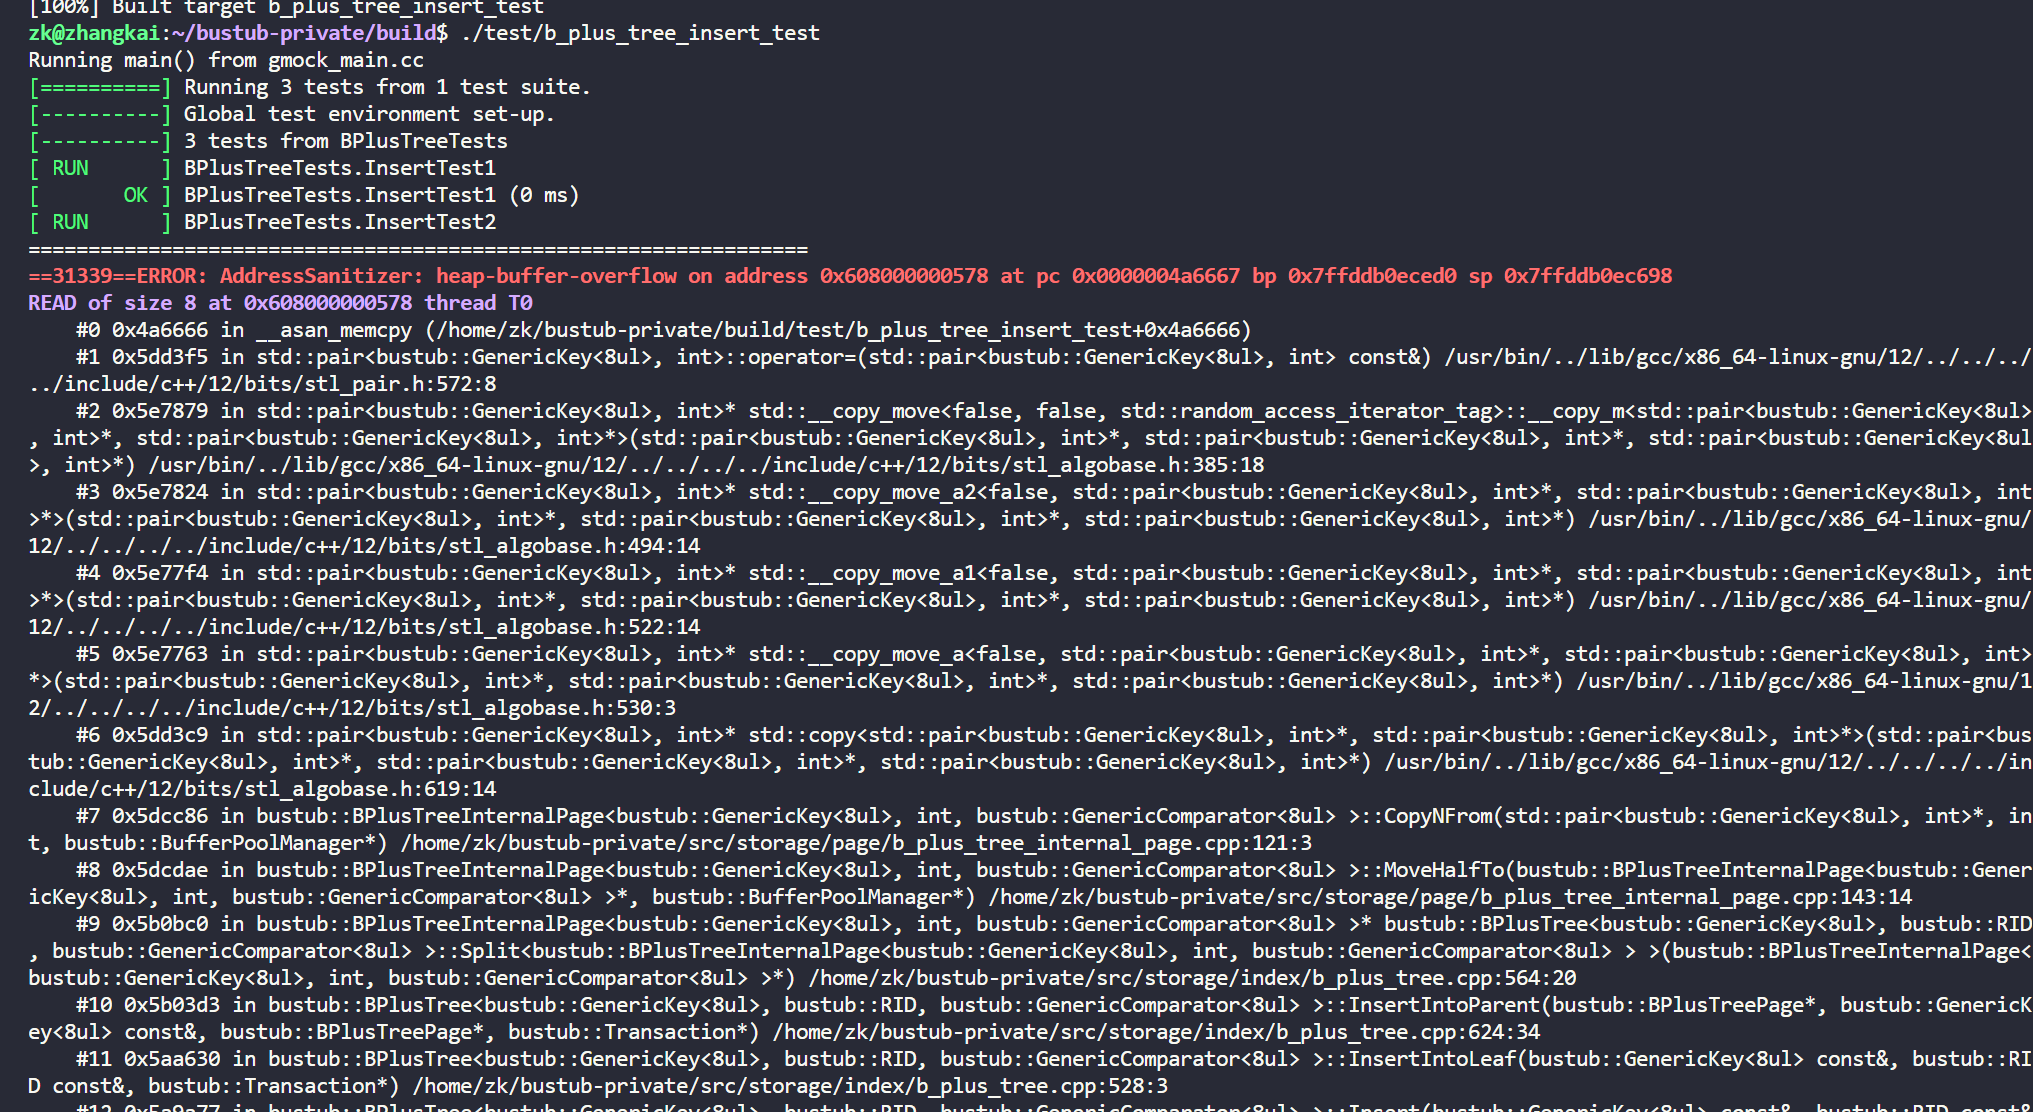 [100%] Built target b_plus_tree_insert_test
zk@zhangkai:~/bustub-private/build$ ./test/b_plus_tree_insert_test
Running main() from gmock_main.cc
[==========] Running 3 tests from 1 test suite.
[----------] Global test environment set-up.
[----------] 3 tests from BPlusTreeTests
[ RUN      ] BPlusTreeTests.InsertTest1
[       OK ] BPlusTreeTests.InsertTest1 (0 ms)
[ RUN      ] BPlusTreeTests.InsertTest2
=================================================================
==31339==ERROR: AddressSanitizer: heap-buffer-overflow on address 0x608000000578 at pc 0x0000004a6667 bp 0x7ffddb0eced0 sp 0x7ffddb0ec698
READ of size 8 at 0x608000000578 thread T0
    #0 0x4a6666 in __asan_memcpy (/home/zk/bustub-private/build/test/b_plus_tree_insert_test+0x4a6666)
    #1 0x5dd3f5 in std::pair<bustub::GenericKey<8ul>, int>::operator=(std::pair<bustub::GenericKey<8ul>, int> const&) /usr/bin/../lib/gcc/x86_64-linux-gnu/12/../../../
../include/c++/12/bits/stl_pair.h:572:8
    #2 0x5e7879 in std::pair<bustub::GenericKey<8ul>, int>* std::__copy_move<false, false, std::random_access_iterator_tag>::__copy_m<std::pair<bustub::GenericKey<8ul>
, int>*, std::pair<bustub::GenericKey<8ul>, int>*>(std::pair<bustub::GenericKey<8ul>, int>*, std::pair<bustub::GenericKey<8ul>, int>*, std::pair<bustub::GenericKey<8ul
>, int>*) /usr/bin/../lib/gcc/x86_64-linux-gnu/12/../../../../include/c++/12/bits/stl_algobase.h:385:18
    #3 0x5e7824 in std::pair<bustub::GenericKey<8ul>, int>* std::__copy_move_a2<false, std::pair<bustub::GenericKey<8ul>, int>*, std::pair<bustub::GenericKey<8ul>, int
>*>(std::pair<bustub::GenericKey<8ul>, int>*, std::pair<bustub::GenericKey<8ul>, int>*, std::pair<bustub::GenericKey<8ul>, int>*) /usr/bin/../lib/gcc/x86_64-linux-gnu/
12/../../../../include/c++/12/bits/stl_algobase.h:494:14
    #4 0x5e77f4 in std::pair<bustub::GenericKey<8ul>, int>* std::__copy_move_a1<false, std::pair<bustub::GenericKey<8ul>, int>*, std::pair<bustub::GenericKey<8ul>, int
>*>(std::pair<bustub::GenericKey<8ul>, int>*, std::pair<bustub::GenericKey<8ul>, int>*, std::pair<bustub::GenericKey<8ul>, int>*) /usr/bin/../lib/gcc/x86_64-linux-gnu/
12/../../../../include/c++/12/bits/stl_algobase.h:522:14
    #5 0x5e7763 in std::pair<bustub::GenericKey<8ul>, int>* std::__copy_move_a<false, std::pair<bustub::GenericKey<8ul>, int>*, std::pair<bustub::GenericKey<8ul>, int>
*>(std::pair<bustub::GenericKey<8ul>, int>*, std::pair<bustub::GenericKey<8ul>, int>*, std::pair<bustub::GenericKey<8ul>, int>*) /usr/bin/../lib/gcc/x86_64-linux-gnu/1
2/../../../../include/c++/12/bits/stl_algobase.h:530:3
    #6 0x5dd3c9 in std::pair<bustub::GenericKey<8ul>, int>* std::copy<std::pair<bustub::GenericKey<8ul>, int>*, std::pair<bustub::GenericKey<8ul>, int>*>(std::pair<bus
tub::GenericKey<8ul>, int>*, std::pair<bustub::GenericKey<8ul>, int>*, std::pair<bustub::GenericKey<8ul>, int>*) /usr/bin/../lib/gcc/x86_64-linux-gnu/12/../../../../in
clude/c++/12/bits/stl_algobase.h:619:14
    #7 0x5dcc86 in bustub::BPlusTreeInternalPage<bustub::GenericKey<8ul>, int, bustub::GenericComparator<8ul> >::CopyNFrom(std::pair<bustub::GenericKey<8ul>, int>*, in
t, bustub::BufferPoolManager*) /home/zk/bustub-private/src/storage/page/b_plus_tree_internal_page.cpp:121:3
    #8 0x5dcdae in bustub::BPlusTreeInternalPage<bustub::GenericKey<8ul>, int, bustub::GenericComparator<8ul> >::MoveHalfTo(bustub::BPlusTreeInternalPage<bustub::Gener
icKey<8ul>, int, bustub::GenericComparator<8ul> >*, bustub::BufferPoolManager*) /home/zk/bustub-private/src/storage/page/b_plus_tree_internal_page.cpp:143:14
    #9 0x5b0bc0 in bustub::BPlusTreeInternalPage<bustub::GenericKey<8ul>, int, bustub::GenericComparator<8ul> >* bustub::BPlusTree<bustub::GenericKey<8ul>, bustub::RID
, bustub::GenericComparator<8ul> >::Split<bustub::BPlusTreeInternalPage<bustub::GenericKey<8ul>, int, bustub::GenericComparator<8ul> > >(bustub::BPlusTreeInternalPage<
bustub::GenericKey<8ul>, int, bustub::GenericComparator<8ul> >*) /home/zk/bustub-private/src/storage/index/b_plus_tree.cpp:564:20
    #10 0x5b03d3 in bustub::BPlusTree<bustub::GenericKey<8ul>, bustub::RID, bustub::GenericComparator<8ul> >::InsertIntoParent(bustub::BPlusTreePage*, bustub::GenericK
ey<8ul> const&, bustub::BPlusTreePage*, bustub::Transaction*) /home/zk/bustub-private/src/storage/index/b_plus_tree.cpp:624:34
    #11 0x5aa630 in bustub::BPlusTree<bustub::GenericKey<8ul>, bustub::RID, bustub::GenericComparator<8ul> >::InsertIntoLeaf(bustub::GenericKey<8ul> const&, bustub::RI
D const&, bustub::Transaction*) /home/zk/bustub-private/src/storage/index/b_plus_tree.cpp:528:3